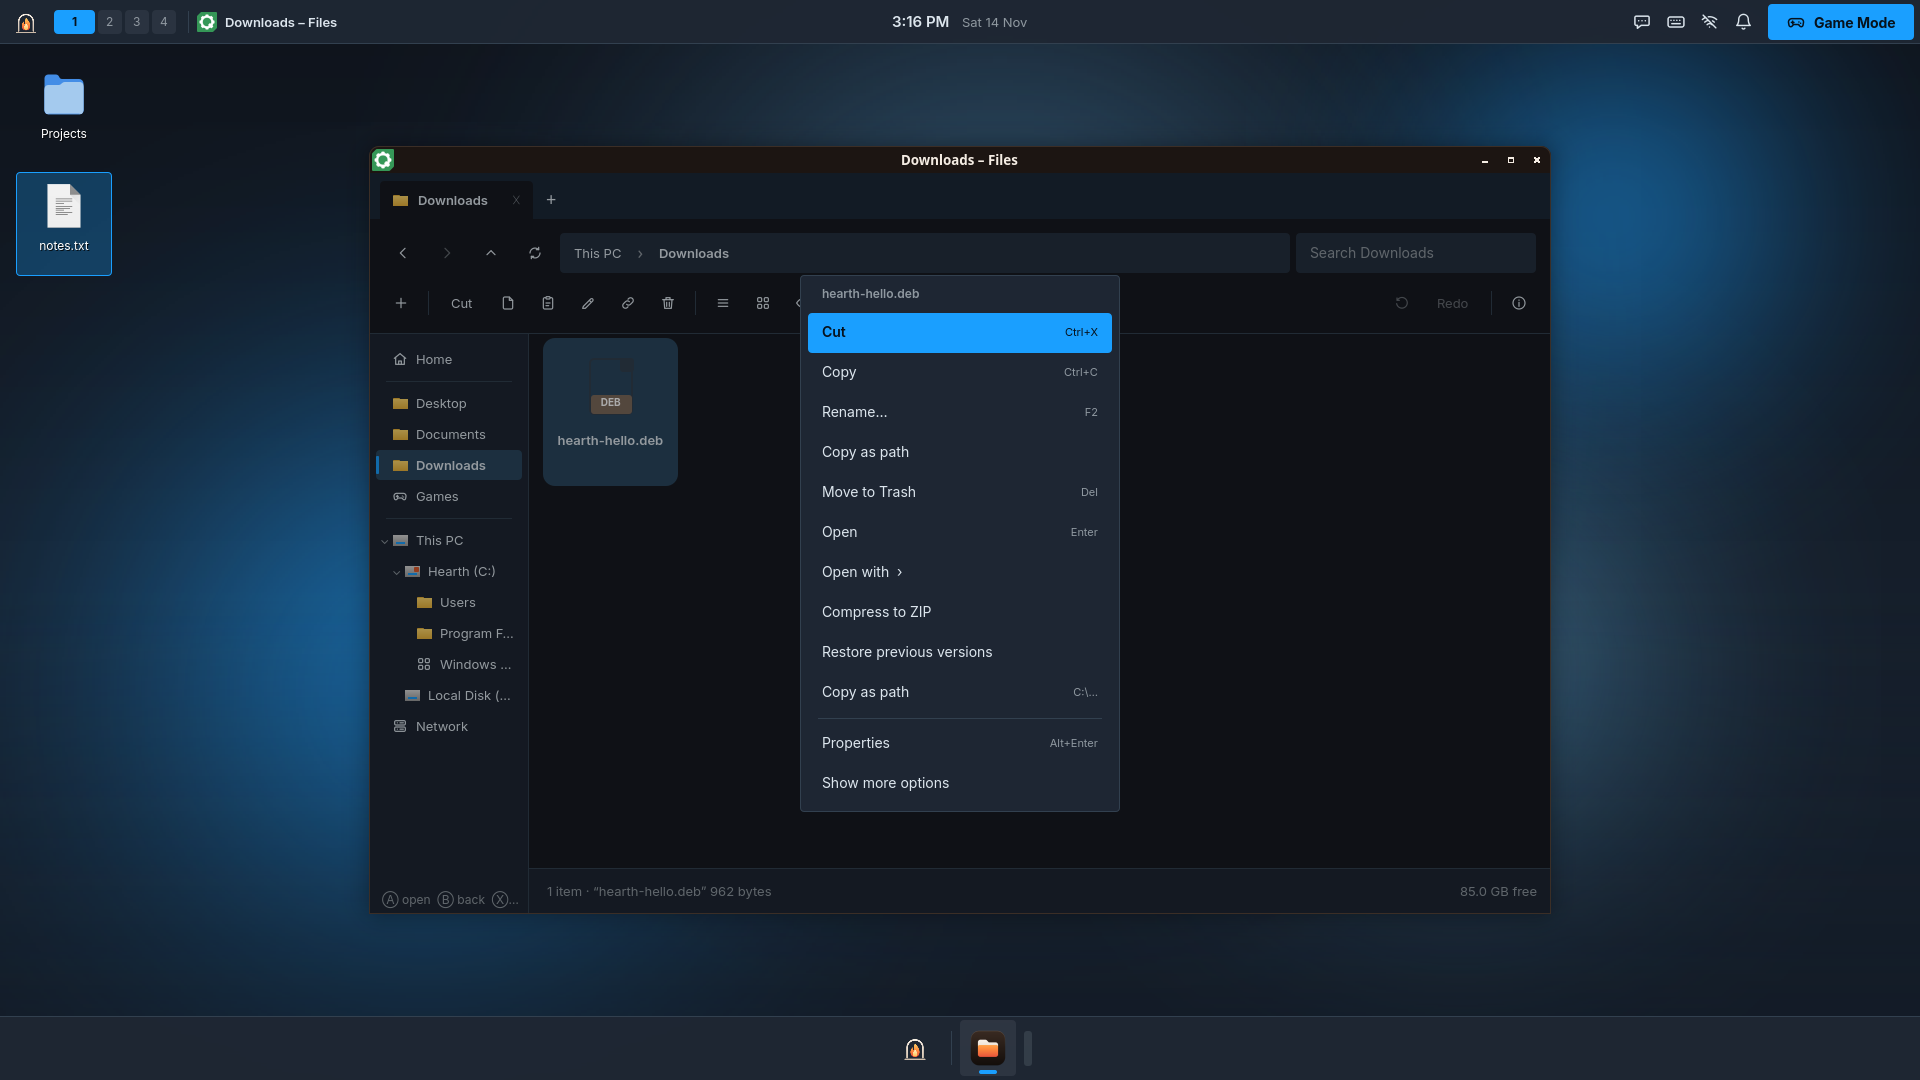 1 2 3 4 Downloads – Files 3:16 PM Sat 14 Nov Game Mode
Projects
notes.txt
Downloads – Files
Downloads X +
This PC › Downloads Search Downloads
Cut Redo
Home
Desktop
Documents
Downloads
Games
This PC
Hearth (C:)
Users
Program F...
Windows ...
Local Disk (...
Network
A open B back X...
DEB
hearth-hello.deb
hearth-hello.deb
Cut Ctrl+X
Copy Ctrl+C
Rename... F2
Copy as path
Move to Trash Del
Open Enter
Open with ›
Compress to ZIP
Restore previous versions
Copy as path C:\...
Properties Alt+Enter
Show more options
1 item · “hearth-hello.deb” 962 bytes 85.0 GB free